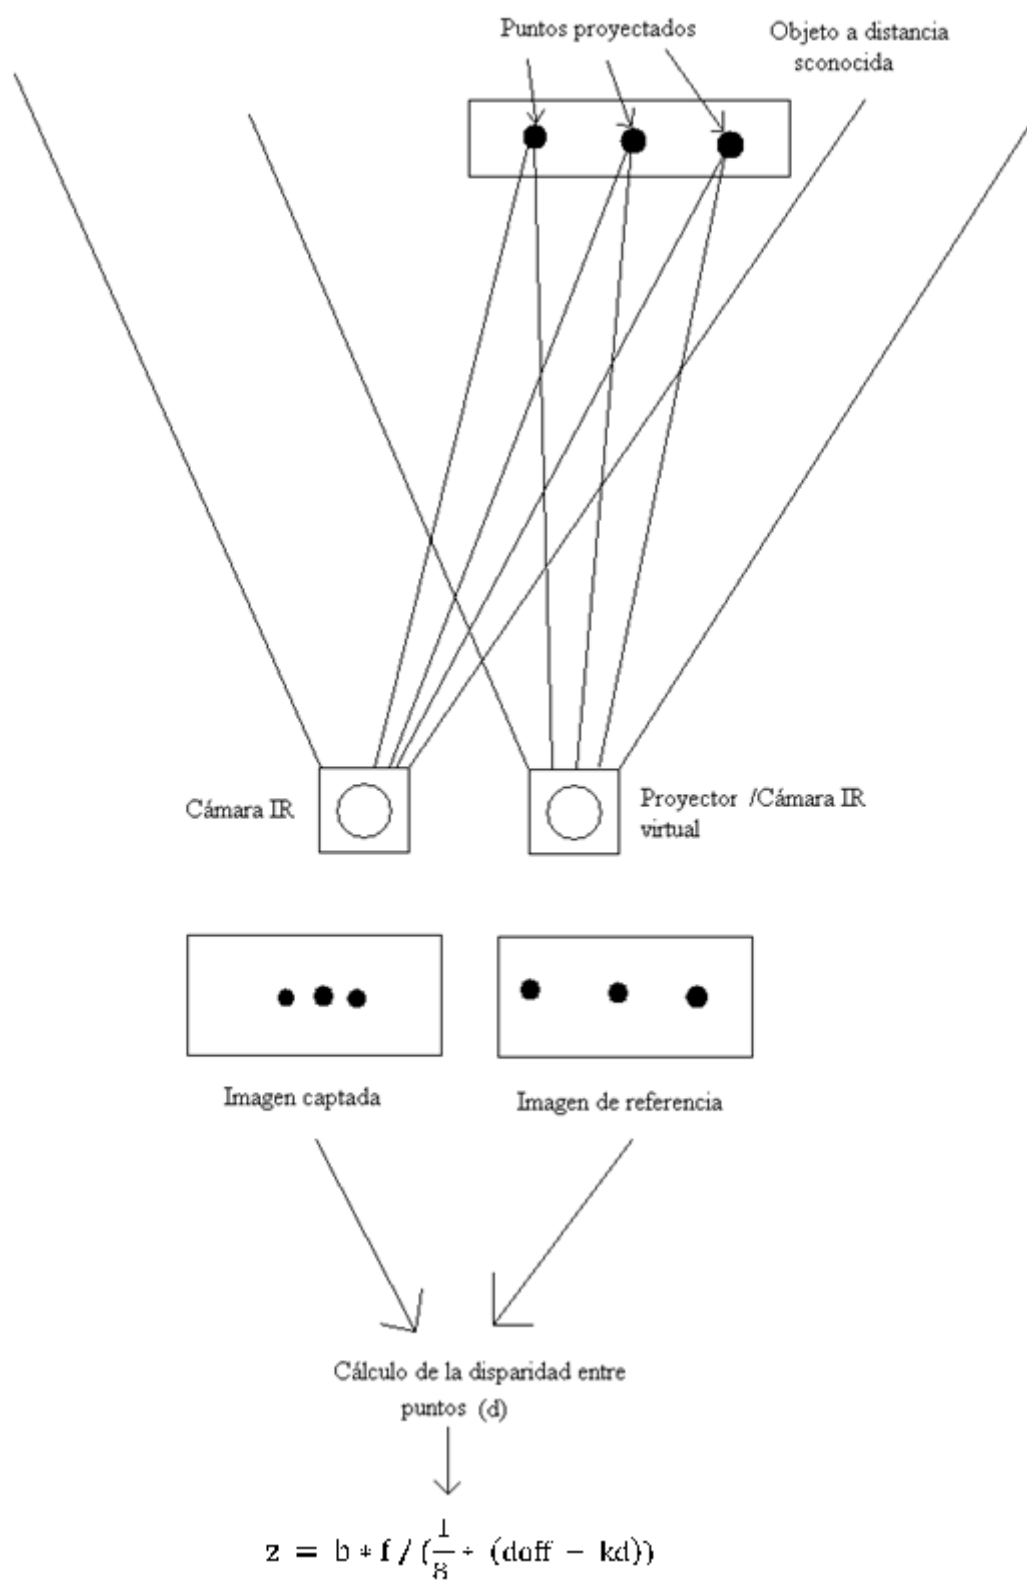 Puntos proyectados
Objeto a distancia
sconocida
Cámara IR
Proyector /Cámara IR
virtual
Imagen captada
Imagen de referencia
Cálculo de la disparidad entre
puntos (d)
z = b * f / (1/8 * (doff - kd))